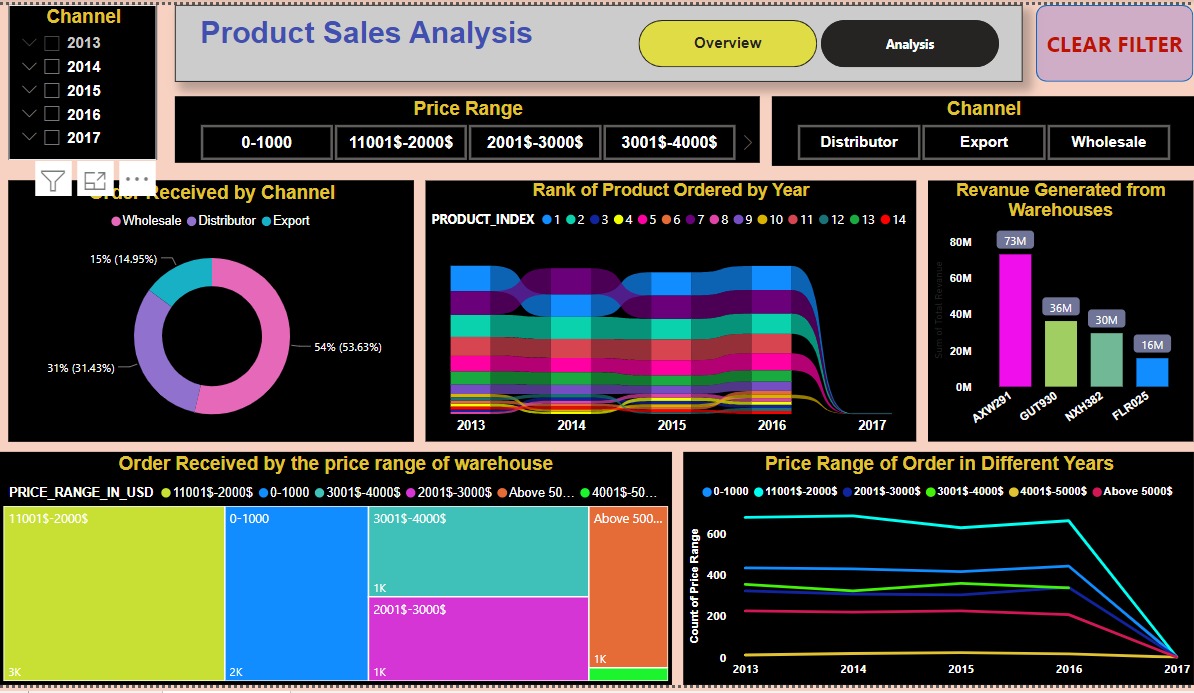 Channel
2013
2014
2015
2016
2017
Product Sales Analysis
Overview
Analysis
CLEAR FILTER
Price Range
0-1000
11001$-2000$
2001$-3000$
3001$-4000$
Channel
Distributor
Export
Wholesale
Order Received by Channel
Wholesale Distributor Export
15% (14.95%)
54% (53.63%)
31% (31.43%)
Rank of Product Ordered by Year
PRODUCT_INDEX 1 2 3 4 5 6 7 8 9 10 11 12 13 14
2013 2014 2015 2016 2017
Revanue Generated from
Warehouses
Sum of Total Revenue
80M
60M
40M
20M
0M
73M
36M
30M
16M
AXW291
GUT930
NXH382
FLR025
Order Received by the price range of warehouse
PRICE_RANGE_IN_USD 11001$-2000$ 0-1000 3001$-4000$ 2001$-3000$ Above 50... 4001$-50...
11001$-2000$
3K
0-1000
2K
3001$-4000$
1K
2001$-3000$
1K
Above 500...
1K
Price Range of Order in Different Years
0-1000 11001$-2000$ 2001$-3000$ 3001$-4000$ 4001$-5000$ Above 5000$
Count of Price Range
600
400
200
0
2013 2014 2015 2016 2017